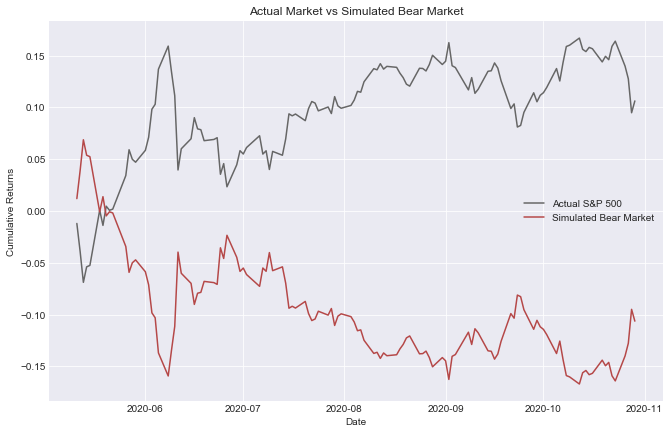 Actual Market vs Simulated Bear Market
0.15
0.10
0.05
0.00
−0.05
−0.10
−0.15
Cumulative Returns
Actual S&P 500
Simulated Bear Market
2020-06 2020-07 2020-08 2020-09 2020-10 2020-11
Date